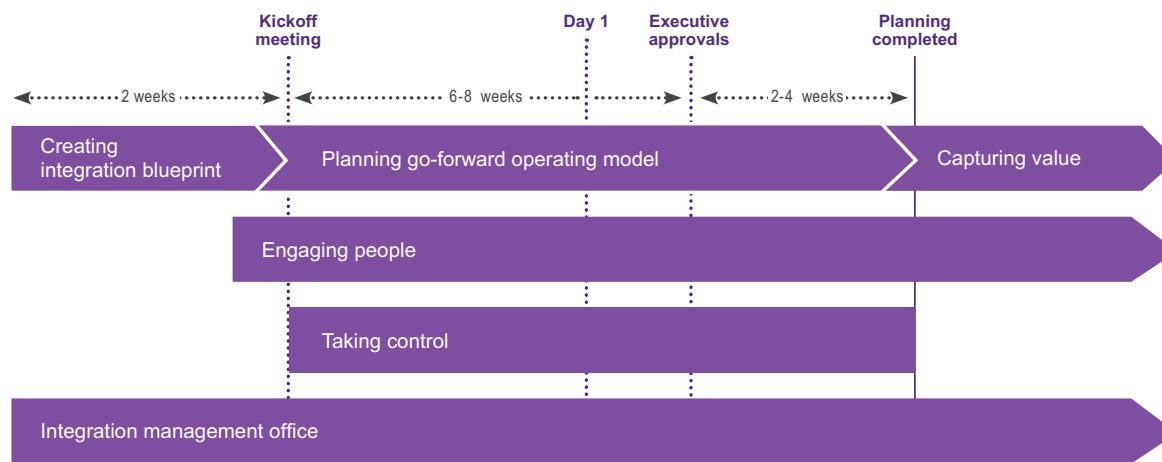 Kickoff
meeting
Day 1
Executive
approvals
Planning
completed
2 weeks
6-8 weeks
2-4 weeks
Creating
integration blueprint
Planning go-forward operating model
Capturing value
Engaging people
Taking control
Integration management office